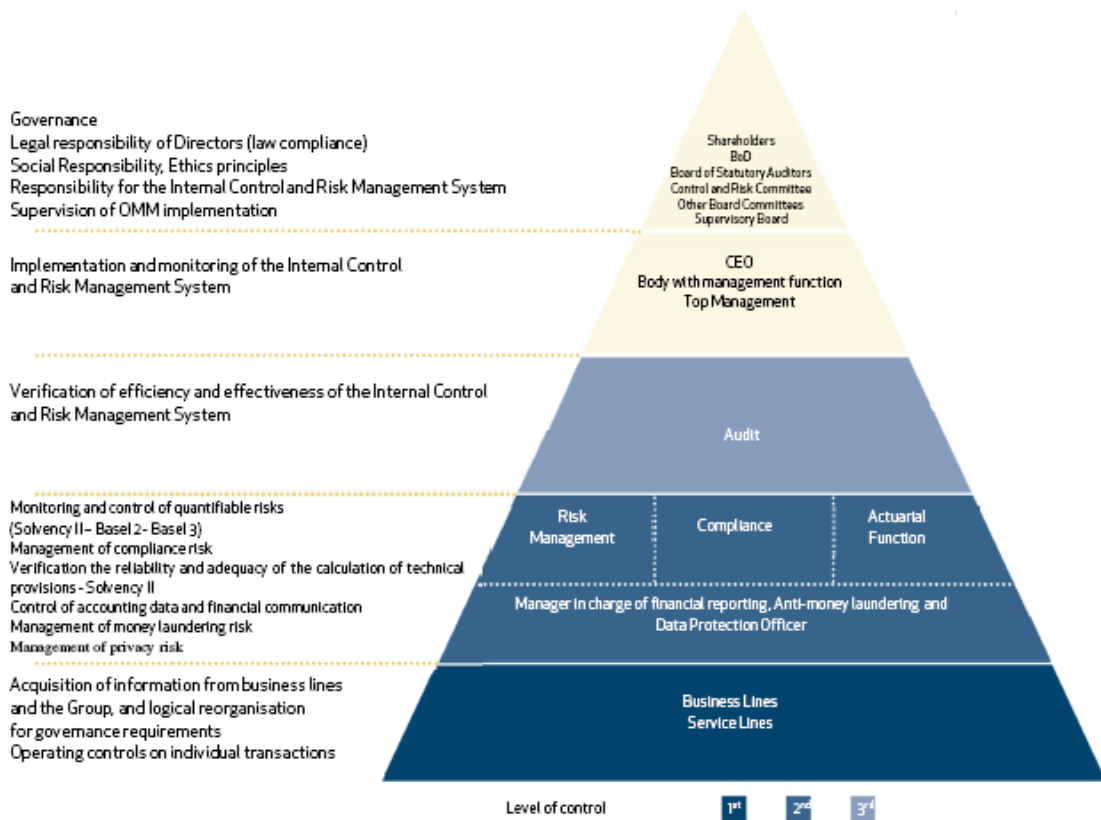 Governance
Legal responsibility of Directors (law compliance)
Social Responsibility, Ethics principles
Responsibility for the Internal Control and Risk Management System
Supervision of OMM implementation
Shareholders
BoD
Board of Statutory Auditors
Control and Risk Committee
Other Board Committees
Supervisory Board
Implementation and monitoring of the Internal Control
and Risk Management System
CEO
Body with management function
Top Management
Verification of efficiency and effectiveness of the Internal Control
and Risk Management System
Audit
Monitoring and control of quantifiable risks
(Solvency II – Basel 2- Basel 3)
Management of compliance risk
Verification the reliability and adequacy of the calculation of technical
provisions - Solvency II
Control of accounting data and financial communication
Management of money laundering risk
Management of privacy risk
Risk
Management
Compliance
Actuarial
Function
Manager in charge of financial reporting, Anti-money laundering and
Data Protection Officer
Acquisition of information from business lines
and the Group, and logical reorganisation
for governance requirements
Operating controls on individual transactions
Business Lines
Service Lines
Level of control 1st 2nd 3rd